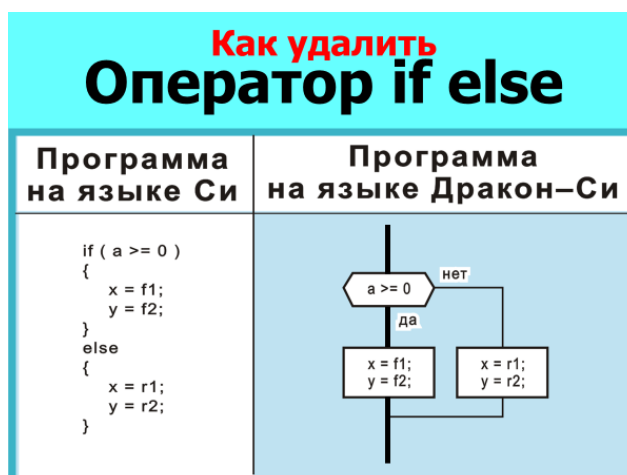 Как удалить
Оператор if else
Программа
на языке Си
Программа
на языке Дракон–Си
if ( a >= 0 )
{
x = f1;
y = f2;
}
else
{
x = r1;
y = r2;
}
a >= 0
нет
да
x = f1;
y = f2;
x = r1;
y = r2;